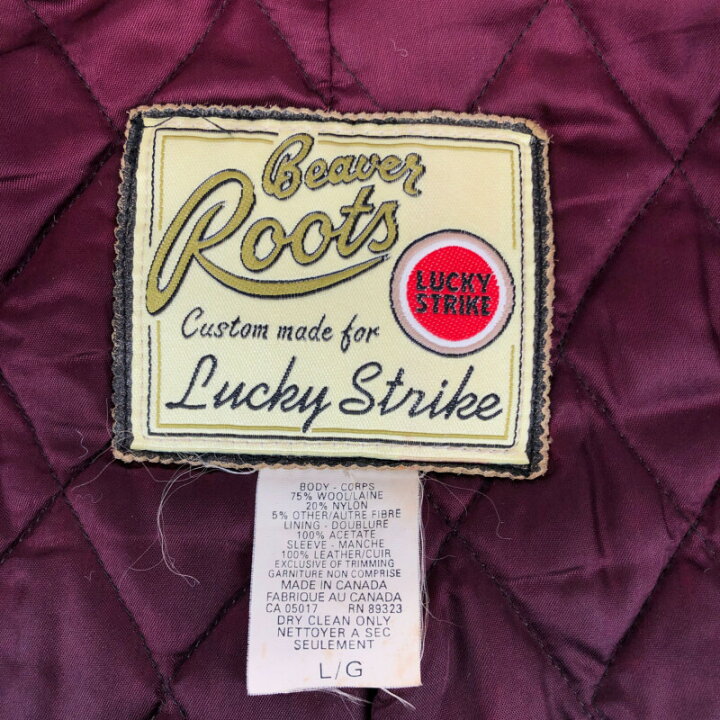 Beaver
Roots
LUCKY
STRIKE
Custom made for
Lucky Strike
BODY - CORPS
75% WOOL/LAINE
20% NYLON
5% OTHER/AUTRE FIBRE
LINING - DOUBLURE
100% ACETATE
SLEEVE - MANCHE
100% LEATHER/CUIR
EXCLUSIVE OF TRIMMING
GARNITURE NON COMPRISE
MADE IN CANADA
FABRIQUE AU CANADA
CA 05017 RN 89323
DRY CLEAN ONLY
NETTOYER A SEC
SEULEMENT
L/G